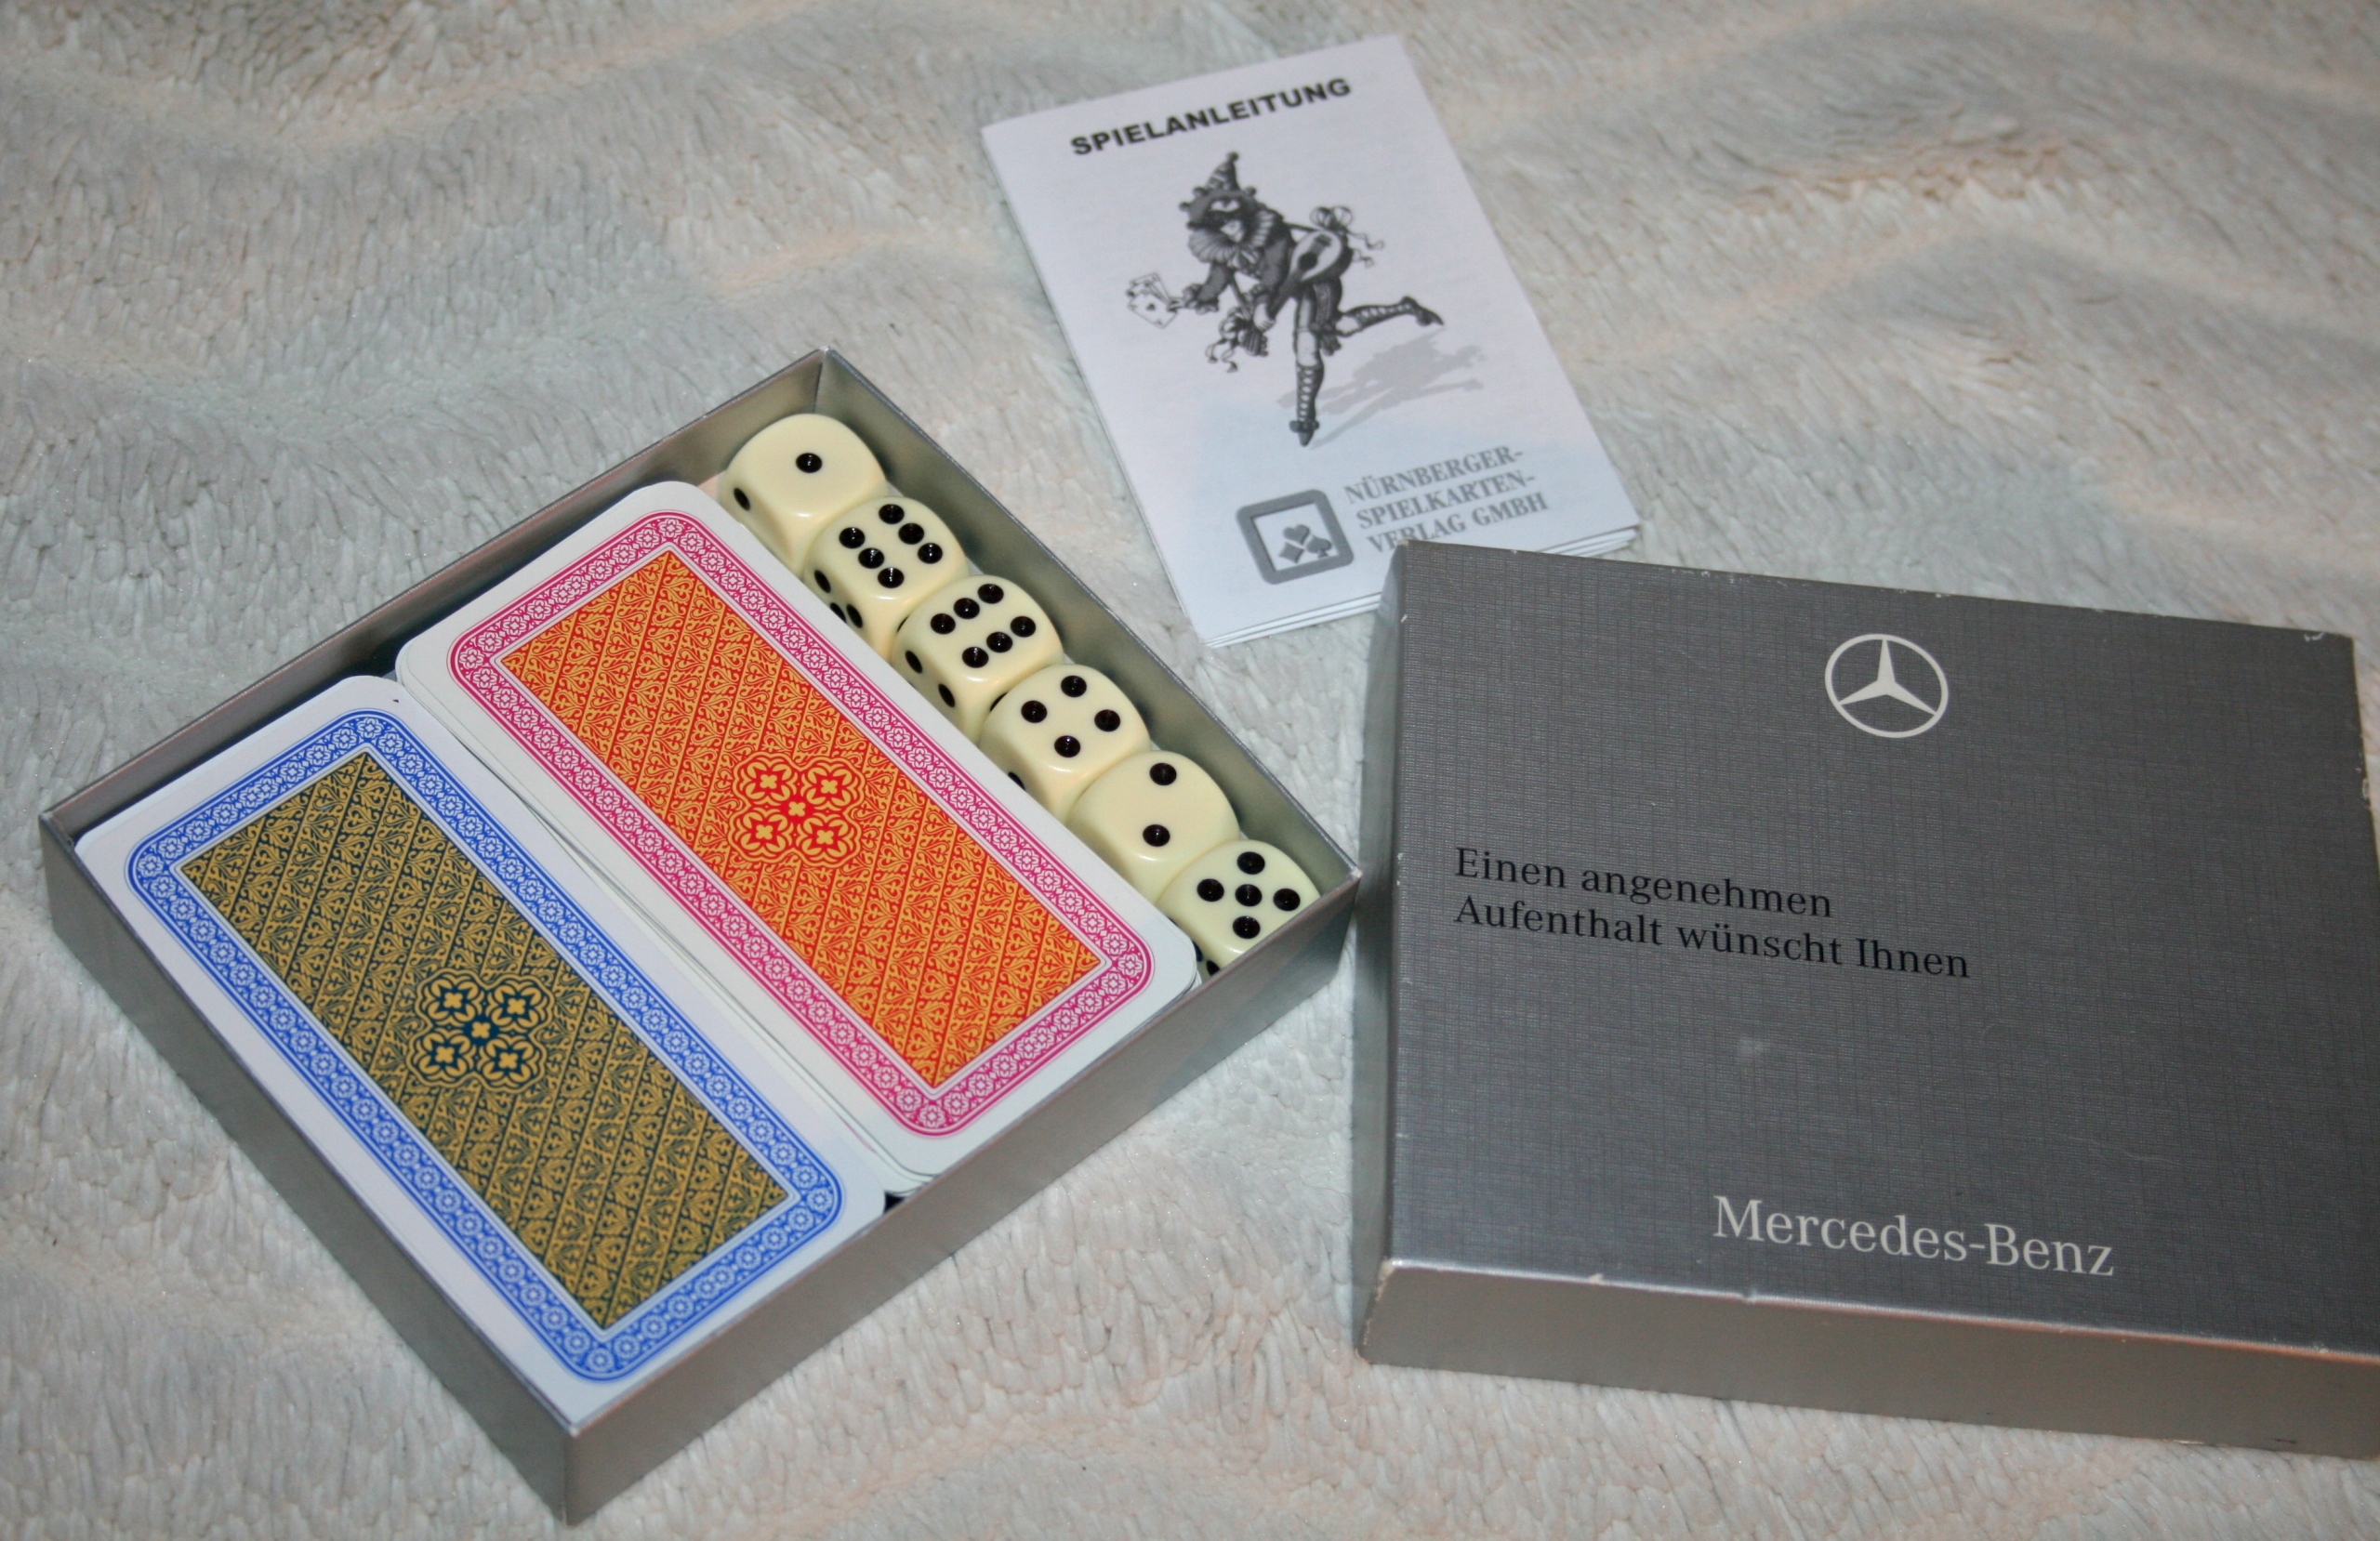 SPIELANLEITUNG
NÜRNBERGER-
SPIELKARTEN-
VERLAG GMBH
Einen angenehmen
Aufenthalt wünscht Ihnen
Mercedes-Benz